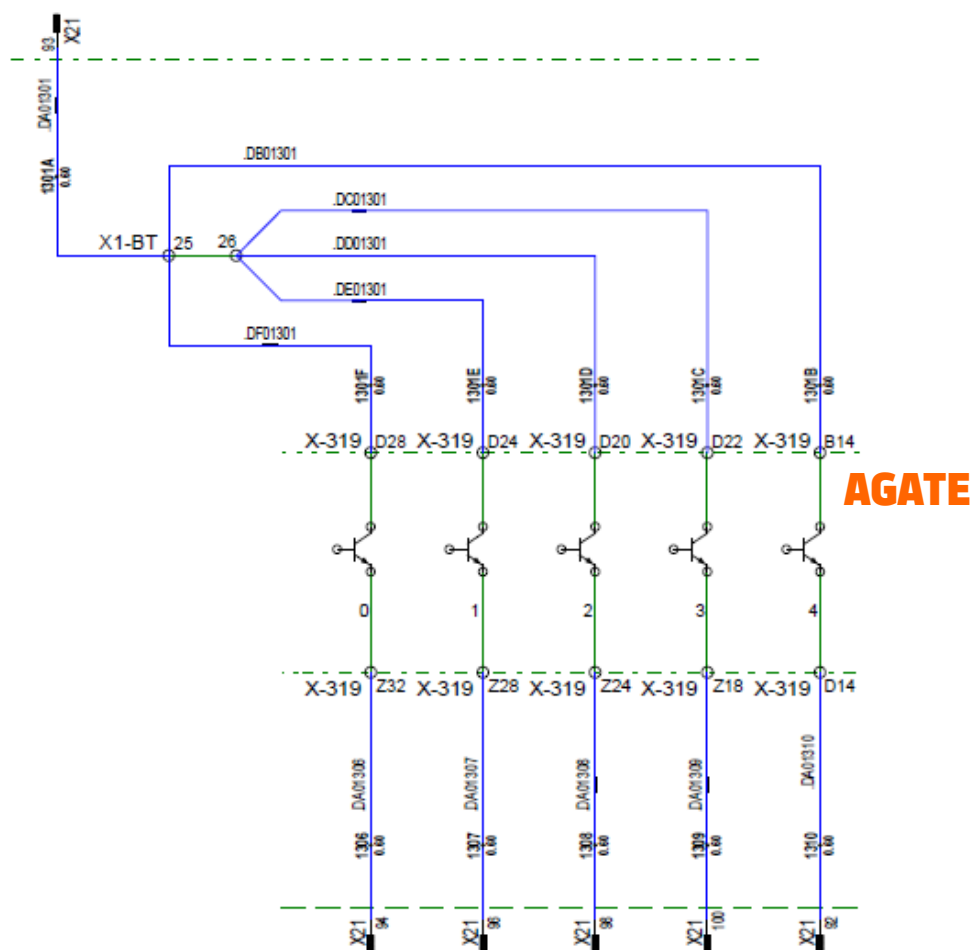 93
X21
.DA01301
1301A
0.60
.DB01301
.DC01301
X1-BT 25 26
.DD01301
.DE01301
.DF01301
1301F 0.60
1301E 0.60
1301D 0.60
1301C 0.60
1301B 0.60
X-319 D28 X-319 D24 X-319 D20 X-319 D22 X-319 B14
AGATE
0 1 2 3 4
X-319 Z32 X-319 Z28 X-319 Z24 X-319 Z18 X-319 D14
DA01306
DA01307
DA01308
DA01309
.DA01310
1306 0.60
1307 0.60
1308 0.60
1309 0.60
1310 0.60
X21 94
X21 96
X21 98
X21 100
X21 92